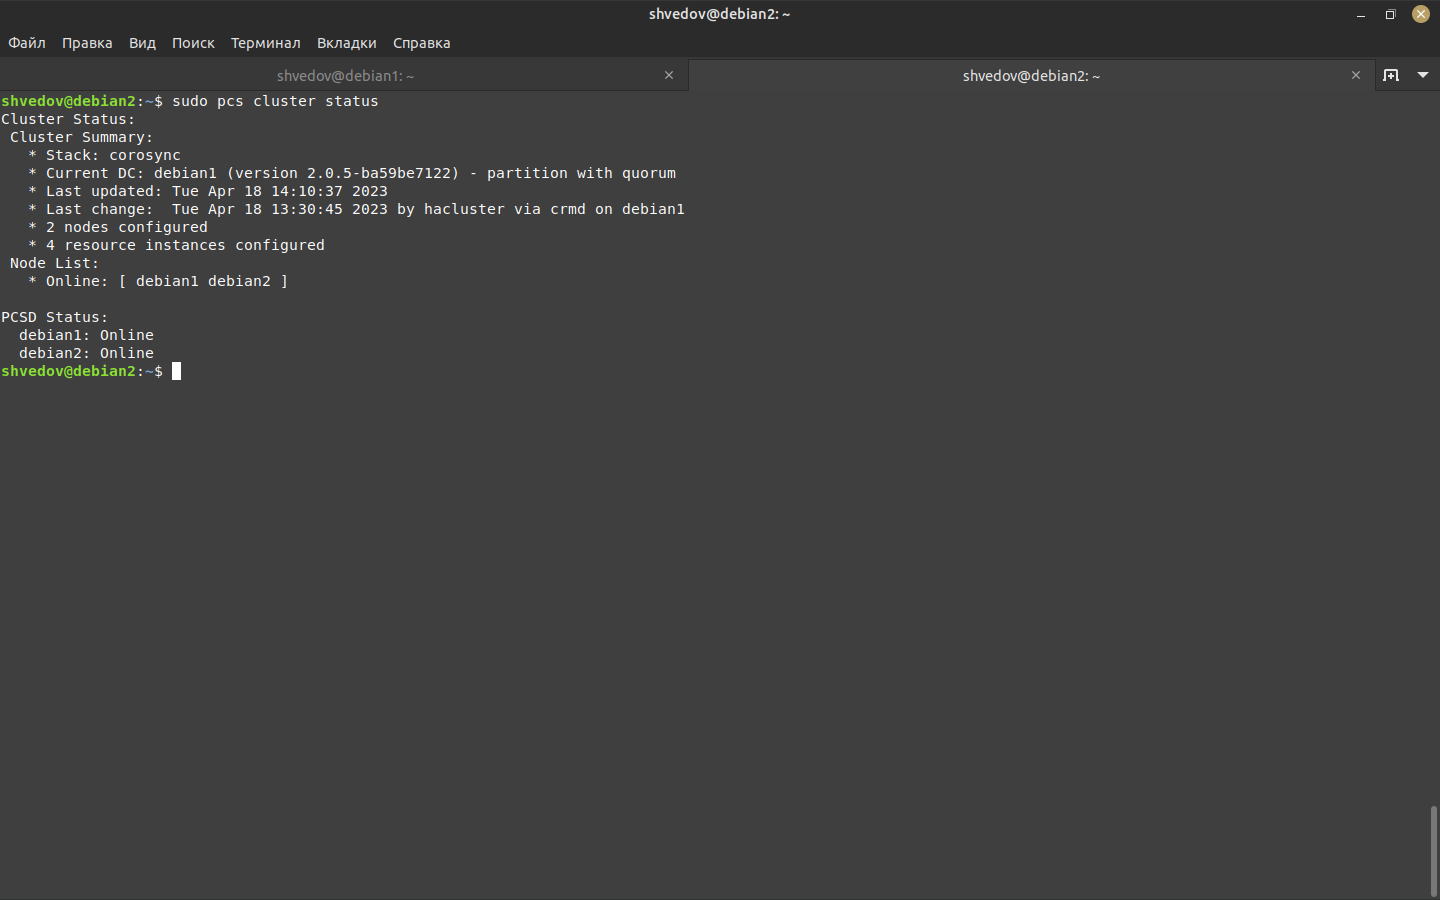 shvedov@debian2: ~
Файл Правка Вид Поиск Терминал Вкладки Справка
shvedov@debian1: ~ shvedov@debian2: ~
shvedov@debian2:~$ sudo pcs cluster status
Cluster Status:
 Cluster Summary:
   * Stack: corosync
   * Current DC: debian1 (version 2.0.5-ba59be7122) - partition with quorum
   * Last updated: Tue Apr 18 14:10:37 2023
   * Last change:  Tue Apr 18 13:30:45 2023 by hacluster via crmd on debian1
   * 2 nodes configured
   * 4 resource instances configured
 Node List:
   * Online: [ debian1 debian2 ]
PCSD Status:
  debian1: Online
  debian2: Online
shvedov@debian2:~$